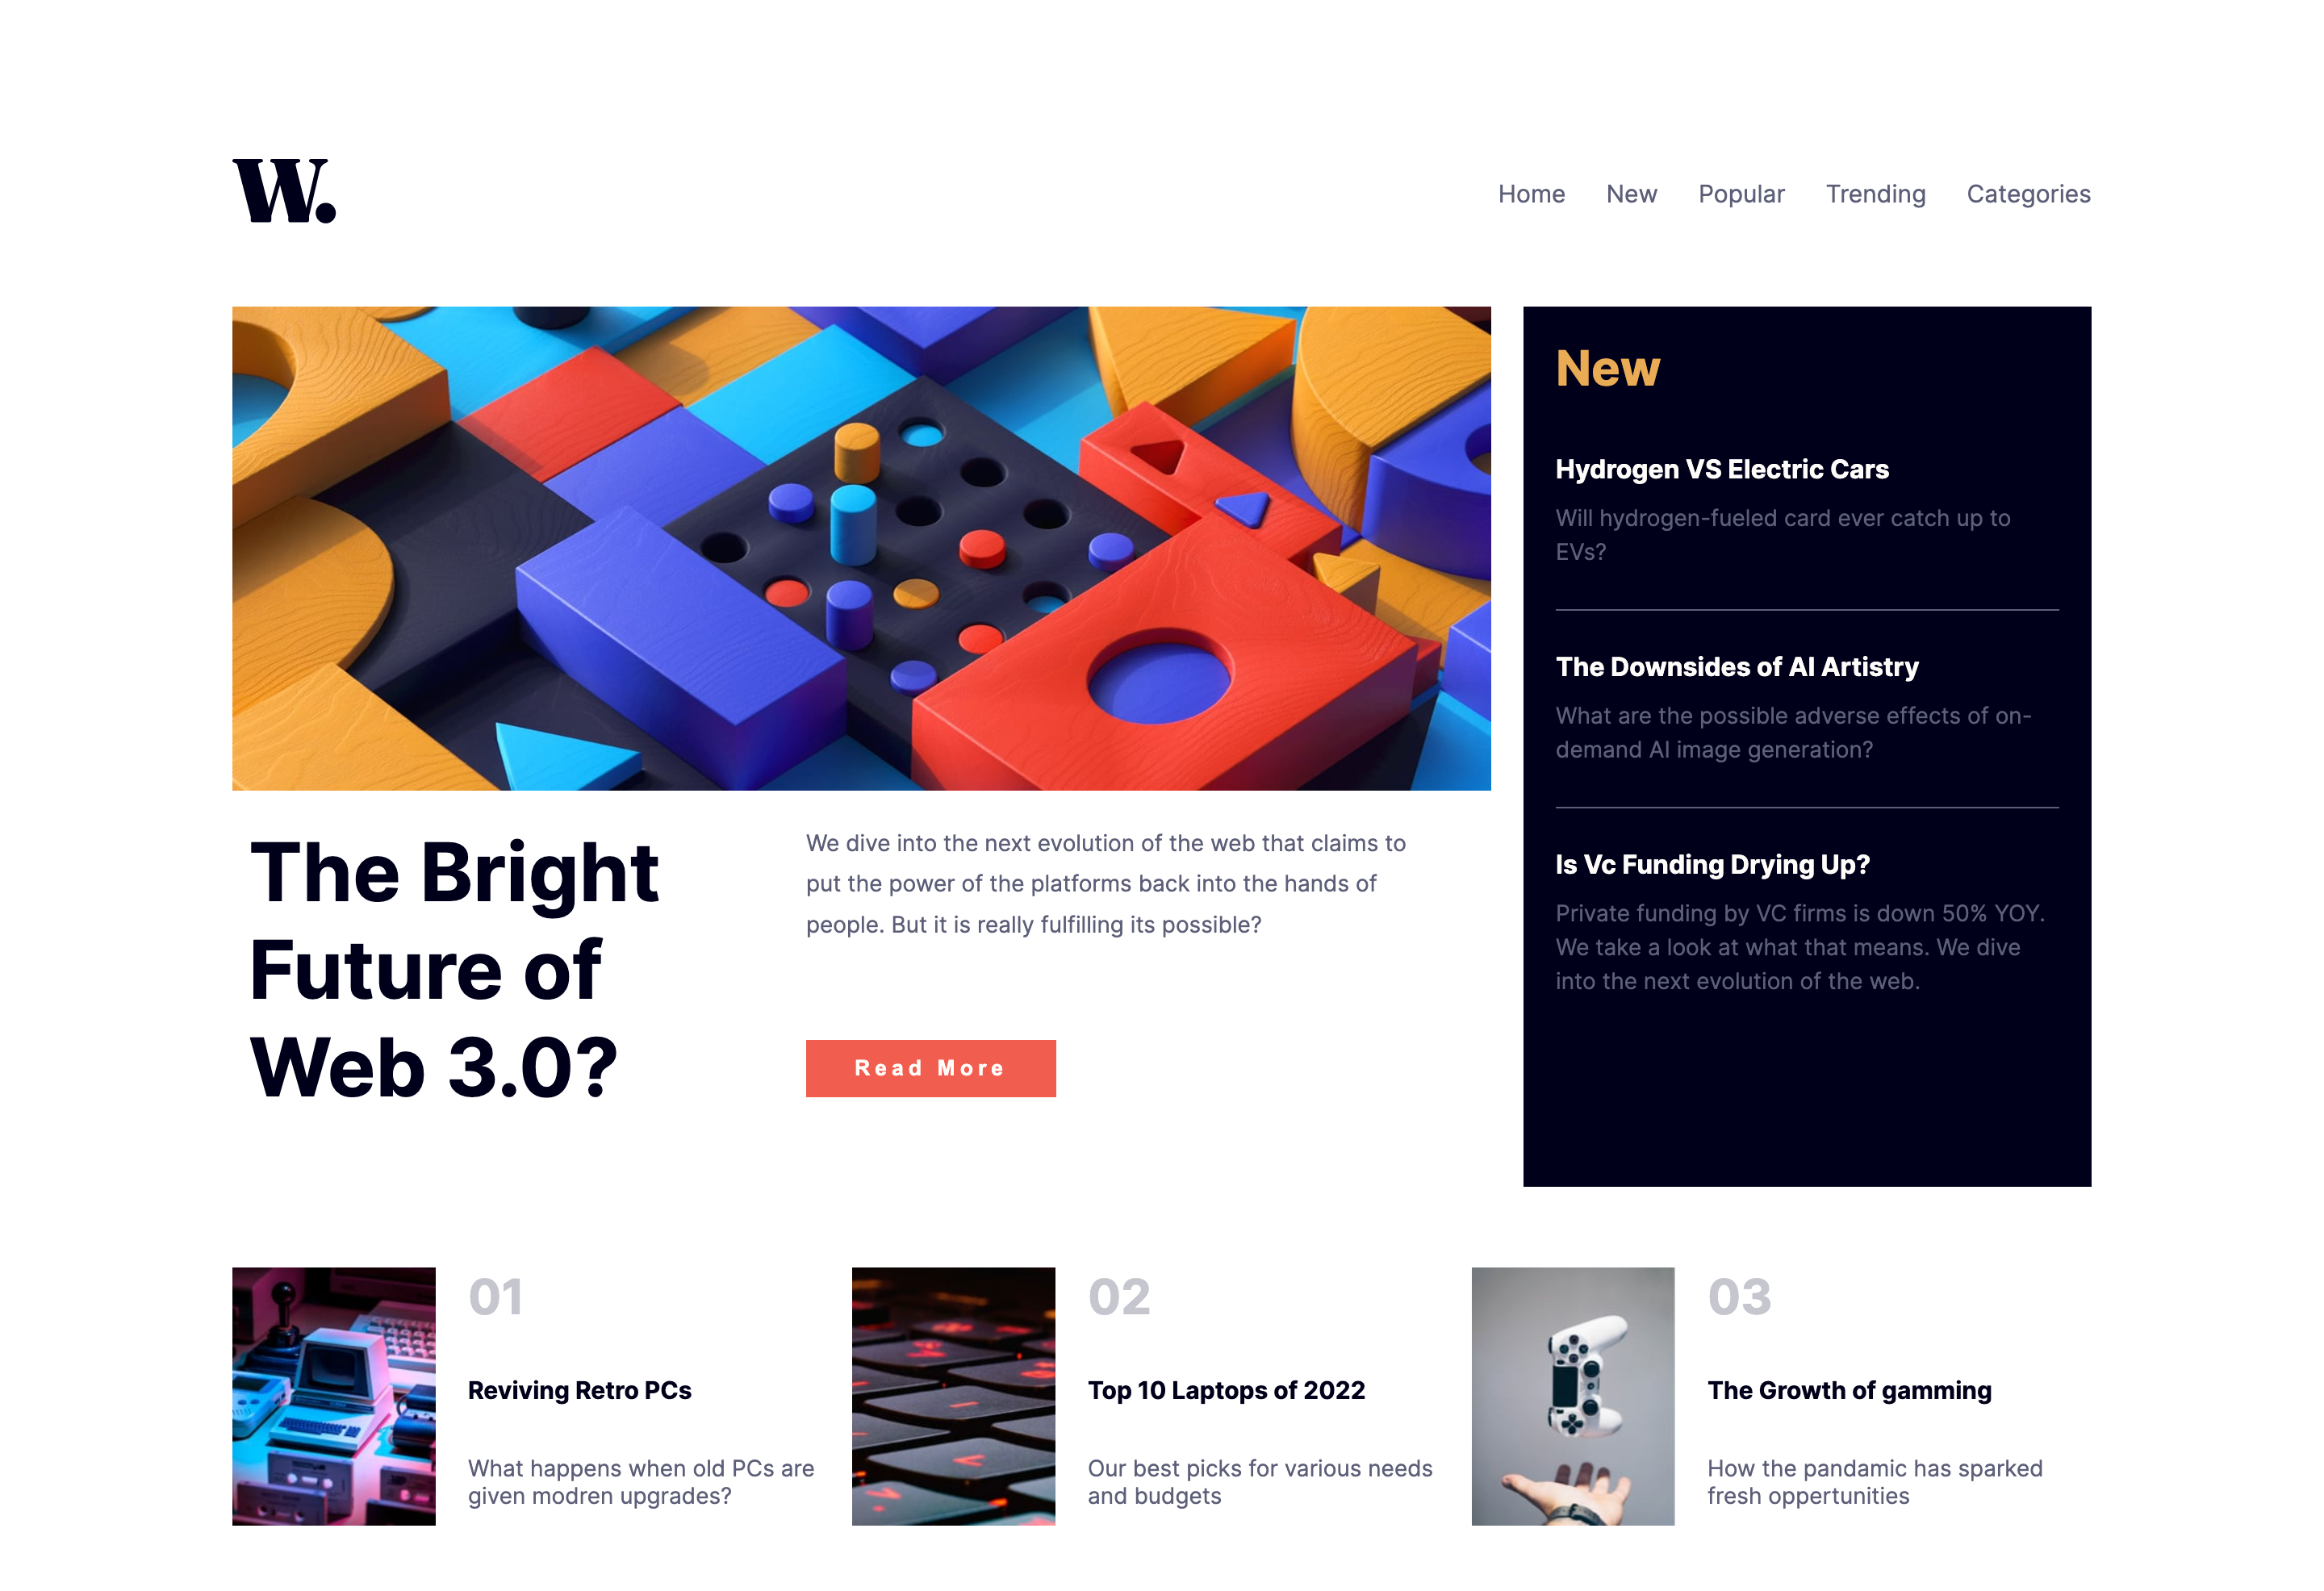 W.
Home New Popular Trending Categories
The Bright
Future of
Web 3.0?
We dive into the next evolution of the web that claims to
put the power of the platforms back into the hands of
people. But it is really fulfilling its possible?
Read More
New
Hydrogen VS Electric Cars
Will hydrogen-fueled card ever catch up to
EVs?
The Downsides of AI Artistry
What are the possible adverse effects of on-
demand AI image generation?
Is Vc Funding Drying Up?
Private funding by VC firms is down 50% YOY.
We take a look at what that means. We dive
into the next evolution of the web.
01
Reviving Retro PCs
What happens when old PCs are
given modren upgrades?
02
Top 10 Laptops of 2022
Our best picks for various needs
and budgets
03
The Growth of gamming
How the pandamic has sparked
fresh oppertunities